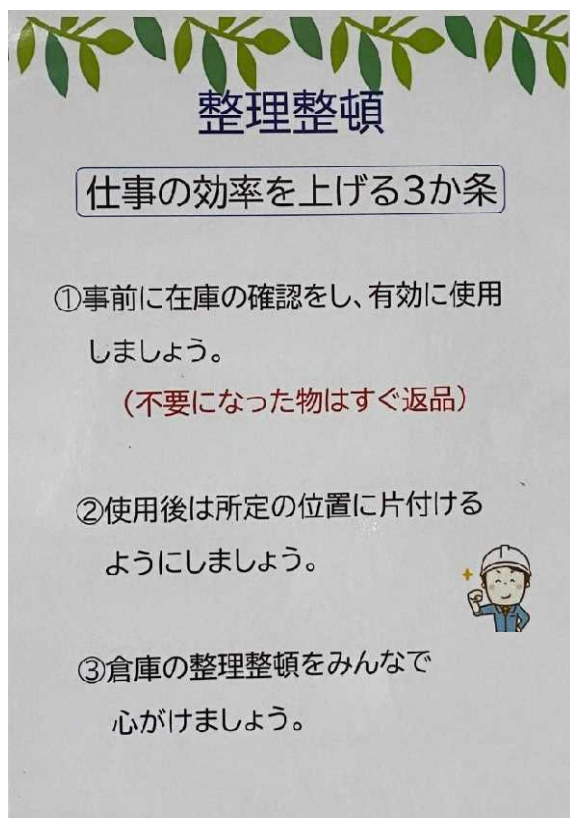 整理整頓
仕事の効率を上げる3か条
①事前に在庫の確認をし、有効に使用
しましょう。
(不要になった物はすぐ返品)
②使用後は所定の位置に片付ける
ようにしましょう。
③倉庫の整理整頓をみんなで
心がけましょう。